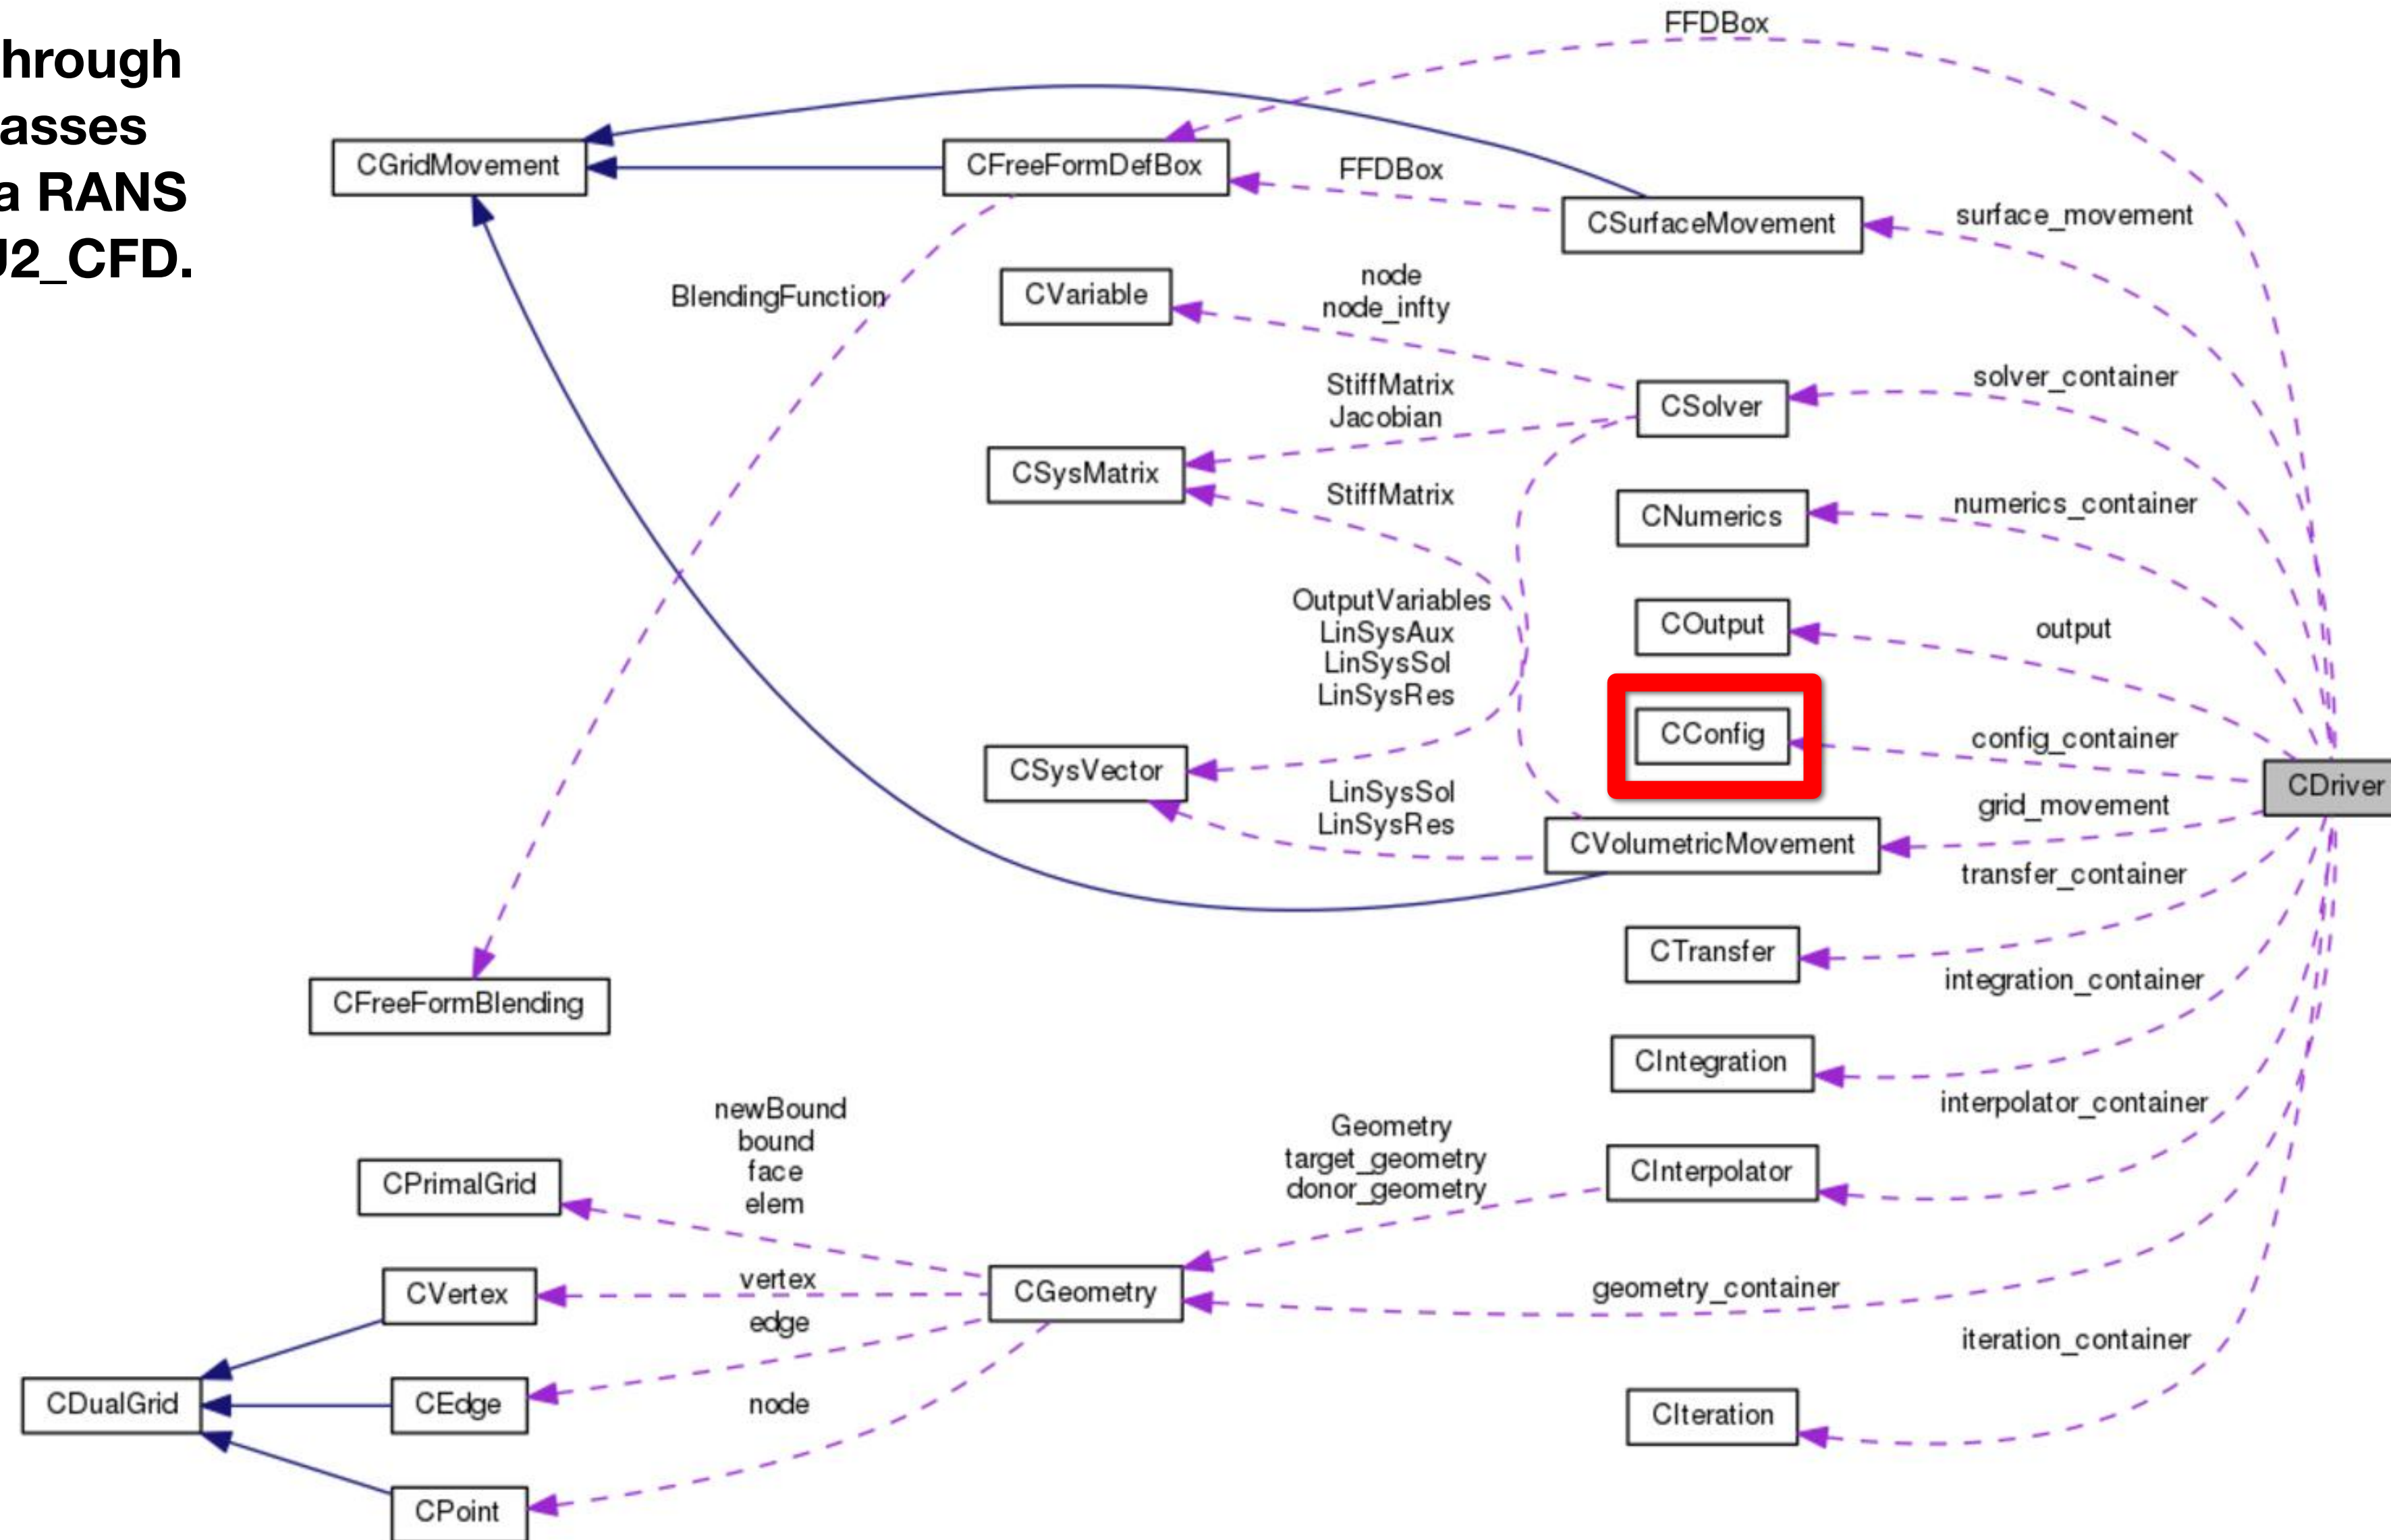 hrough
asses
a RANS
J2_CFD.
FFDBox
CGridMovement
CFreeFormDefBox
FFDBox
CSurfaceMovement
surface_movement
BlendingFunction
CVariable
node
node_infty
StiffMatrix
Jacobian
CSolver
solver_container
CSysMatrix
StiffMatrix
CNumerics
numerics_container
OutputVariables
LinSysAux
LinSysSol
LinSysRes
COutput
output
CConfig
config_container
CSysVector
LinSysSol
LinSysRes
CDriver
grid_movement
CVolumetricMovement
transfer_container
CTransfer
CFreeFormBlending
integration_container
CIntegration
interpolator_container
newBound
bound
face
elem
CPrimalGrid
Geometry
target_geometry
donor_geometry
CInterpolator
CVertex
vertex
CGeometry
geometry_container
edge
iteration_container
CDualGrid
CEdge
node
CIteration
CPoint